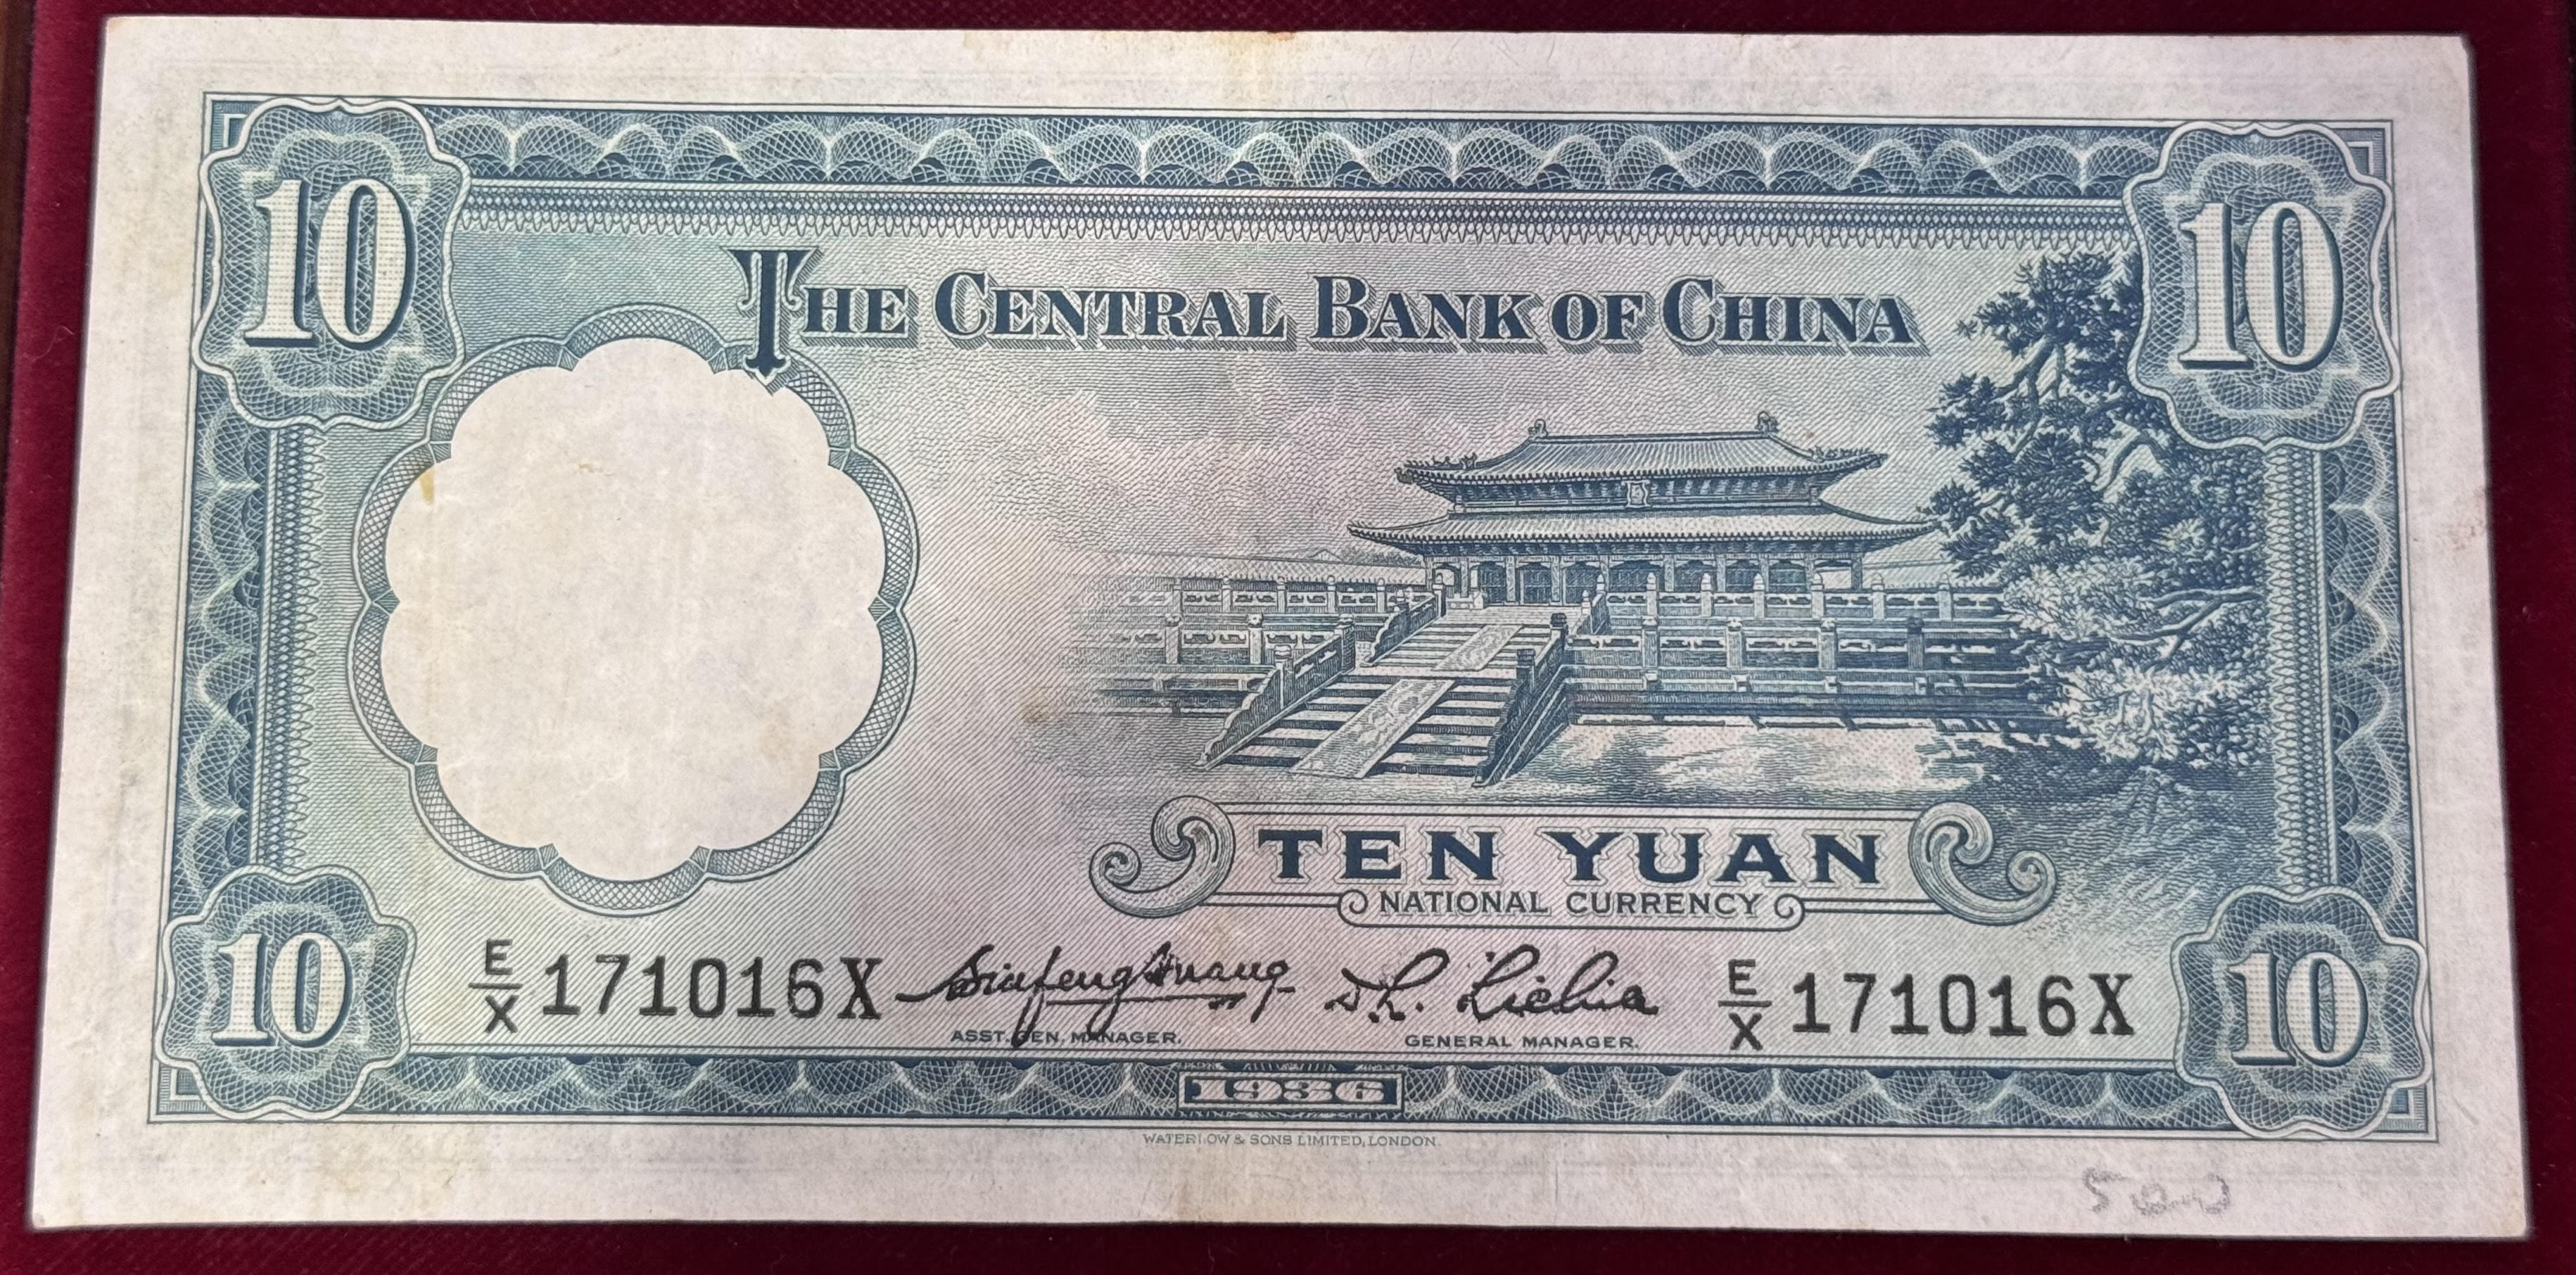 10 10
THE CENTRAL BANK OF CHINA
TEN YUAN
NATIONAL CURRENCY
10 E/X 171016X E/X 171016X 10
ASST. GEN. MANAGER. GENERAL MANAGER.
1936
WATERLOW & SONS LIMITED, LONDON.